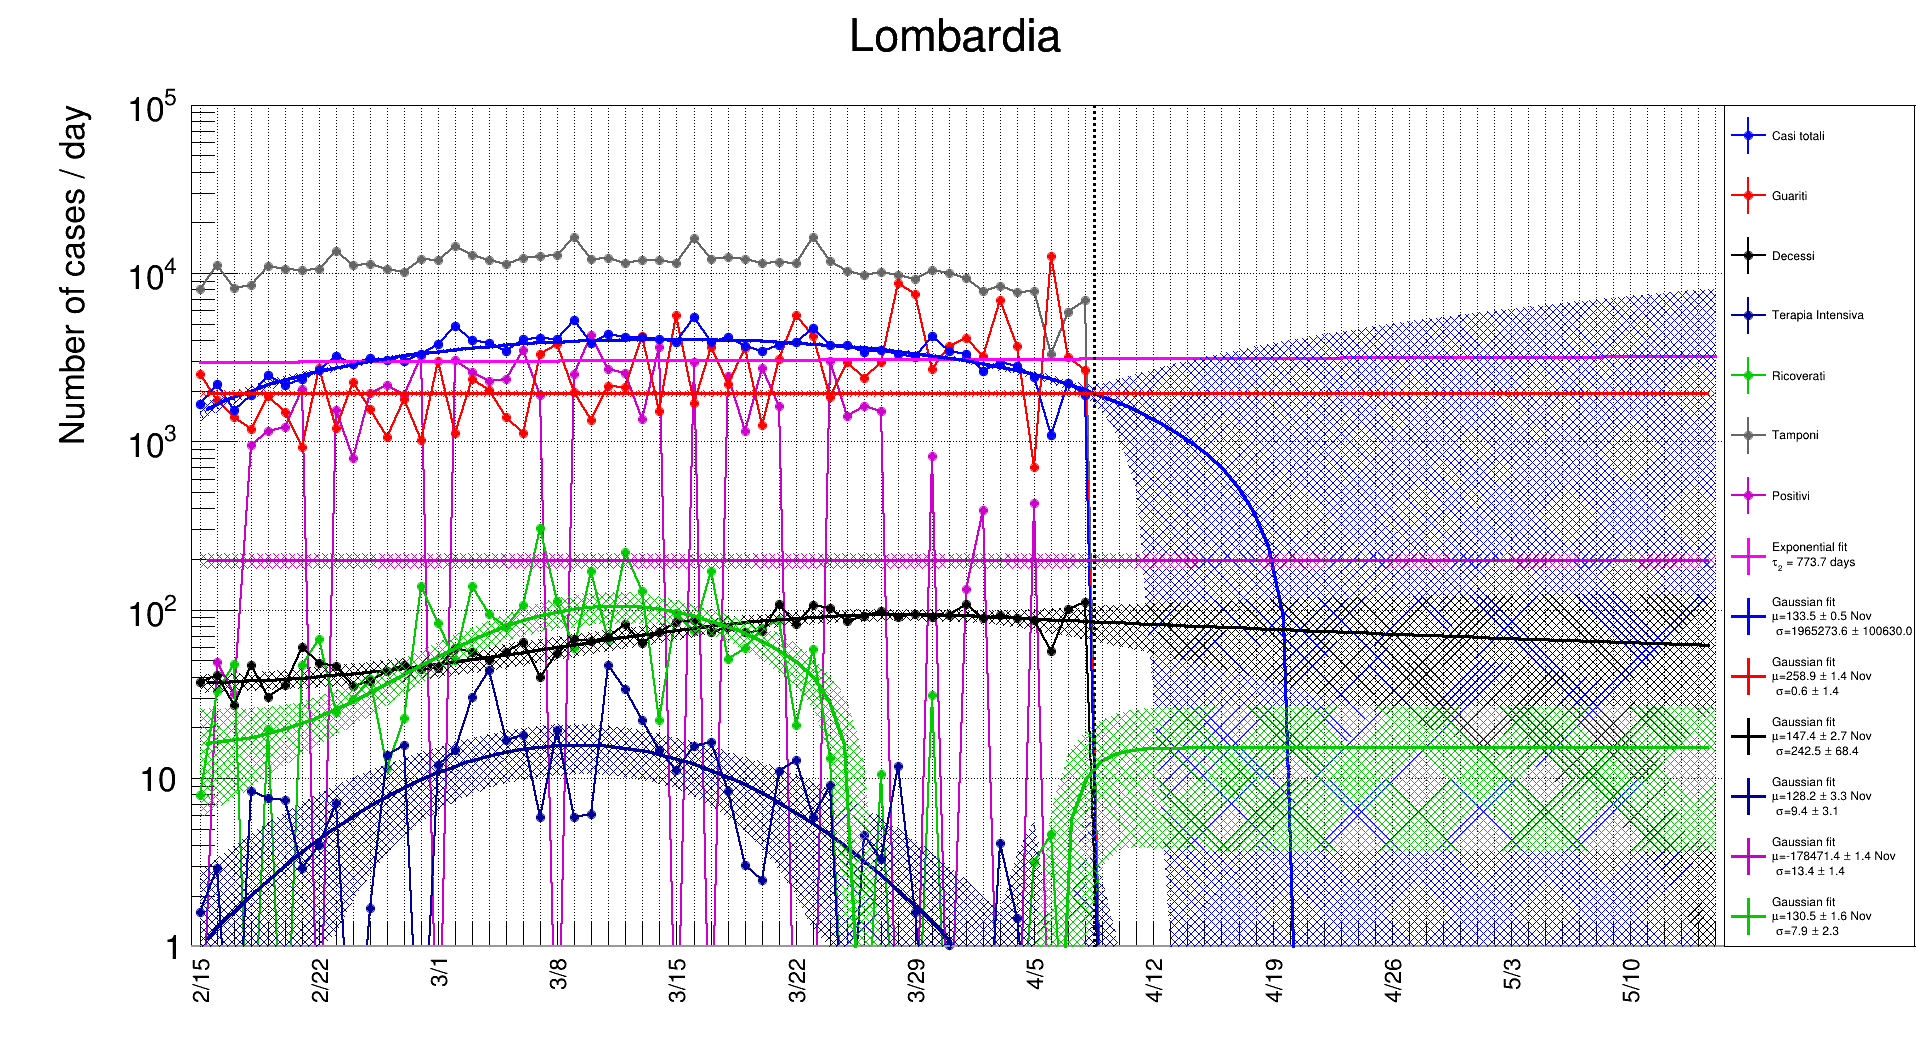 Lombardia
Number of cases / day
10^5
10^4
10^3
10^2
10
1
2/15
2/22
3/1
3/8
3/15
3/22
3/29
4/5
4/12
4/19
4/26
5/3
5/10
Casi totali
Guariti
Decessi
Terapia Intensiva
Ricoverati
Tamponi
Positivi
Exponential fit
τ_2 = 773.7 days
Gaussian fit
μ=133.5 ± 0.5 Nov
σ=1965273.6 ± 100630.0
Gaussian fit
μ=258.9 ± 1.4 Nov
σ=0.6 ± 1.4
Gaussian fit
μ=147.4 ± 2.7 Nov
σ=242.5 ± 68.4
Gaussian fit
μ=128.2 ± 3.3 Nov
σ=9.4 ± 3.1
Gaussian fit
μ=-178471.4 ± 1.4 Nov
σ=13.4 ± 1.4
Gaussian fit
μ=130.5 ± 1.6 Nov
σ=7.9 ± 2.3